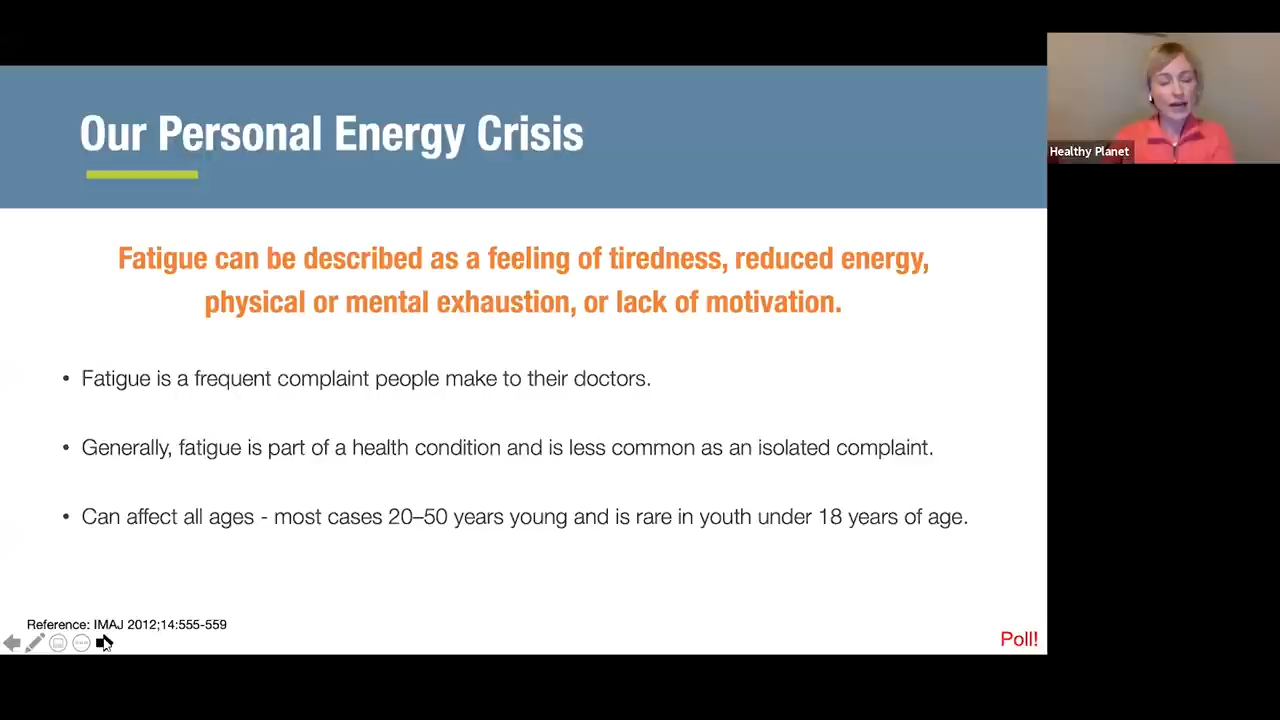 Our Personal Energy Crisis
Healthy Planet
Fatigue can be described as a feeling of tiredness, reduced energy,
physical or mental exhaustion, or lack of motivation.
• Fatigue is a frequent complaint people make to their doctors.
• Generally, fatigue is part of a health condition and is less common as an isolated complaint.
• Can affect all ages - most cases 20–50 years young and is rare in youth under 18 years of age.
Reference: IMAJ 2012;14:555-559
Poll!